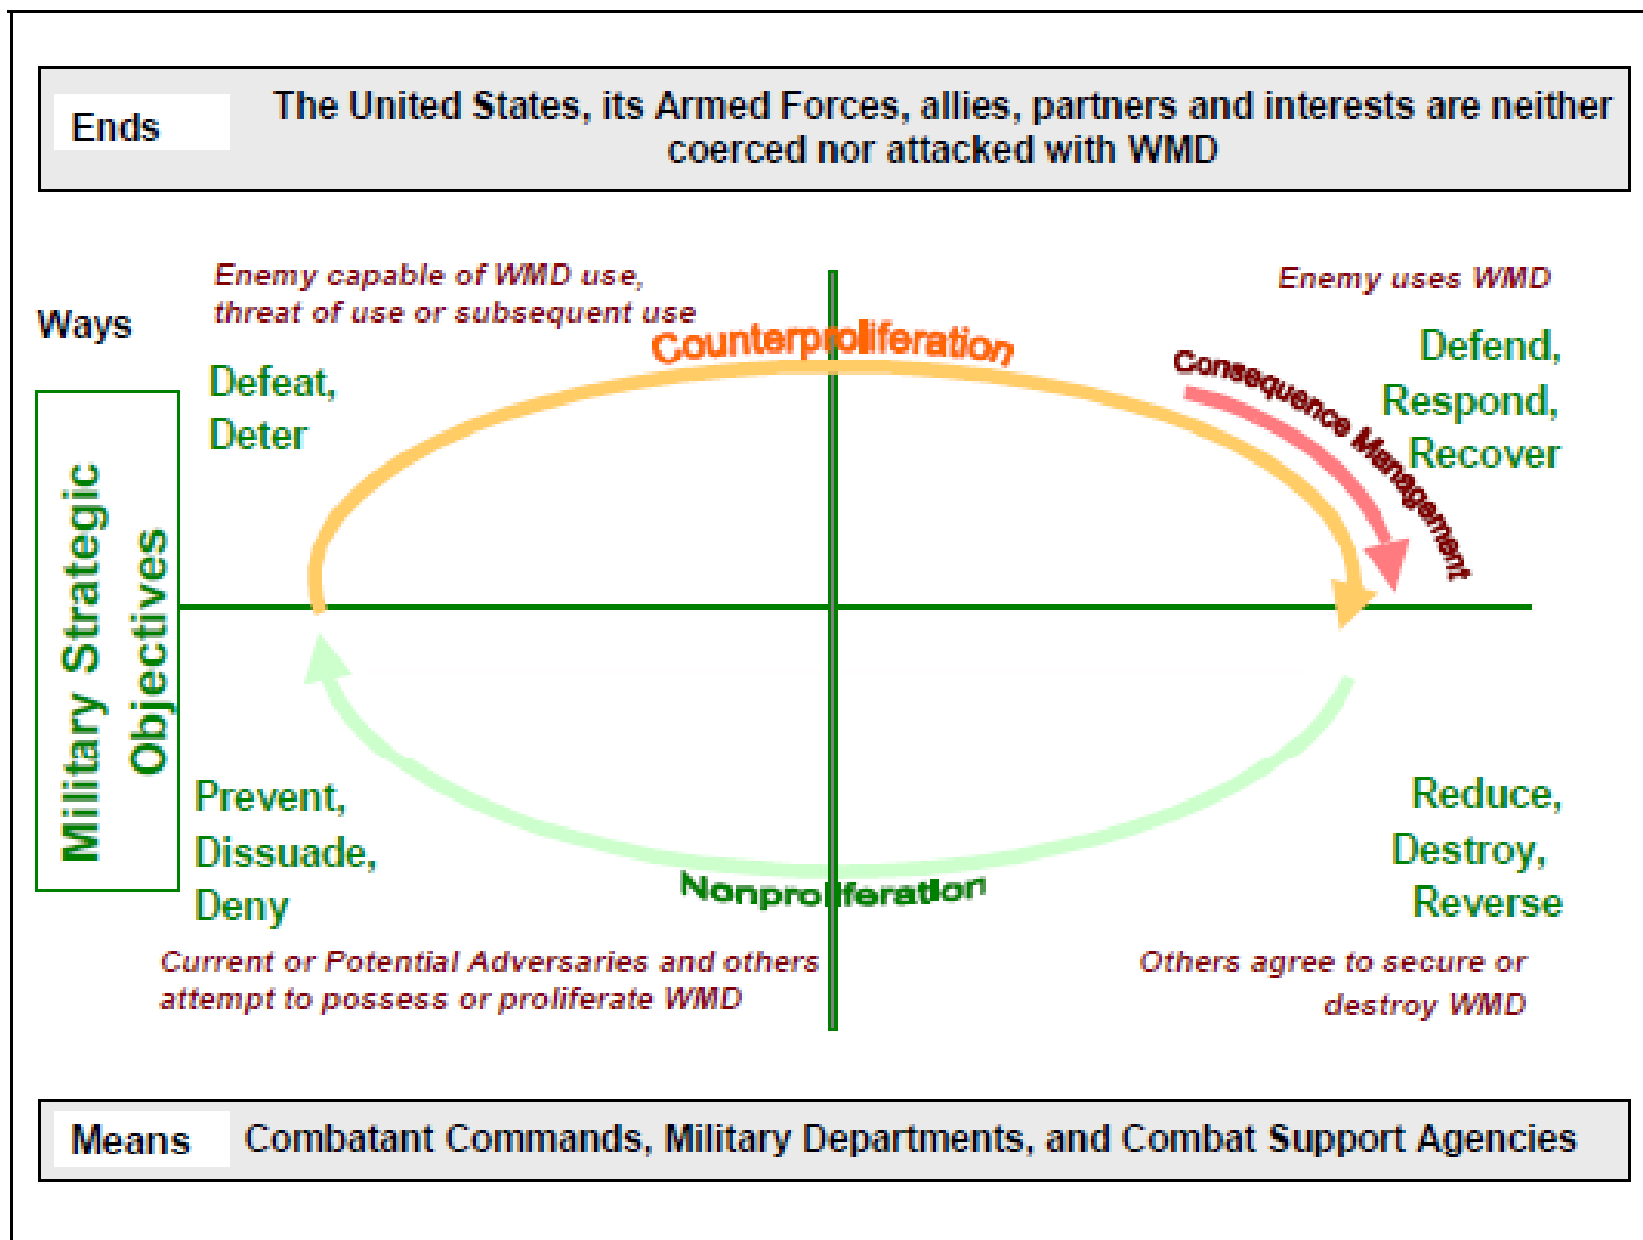 Ends
The United States, its Armed Forces, allies, partners and interests are neither
coerced nor attacked with WMD
Ways
Enemy capable of WMD use,
threat of use or subsequent use
Defeat,
Deter
Counterproliferation
Enemy uses WMD
Defend,
Respond,
Recover
Consequence Management
Military Strategic
Objectives
Prevent,
Dissuade,
Deny
Nonproliferation
Reduce,
Destroy,
Reverse
Current or Potential Adversaries and others
attempt to possess or proliferate WMD
Others agree to secure or
destroy WMD
Means
Combatant Commands, Military Departments, and Combat Support Agencies